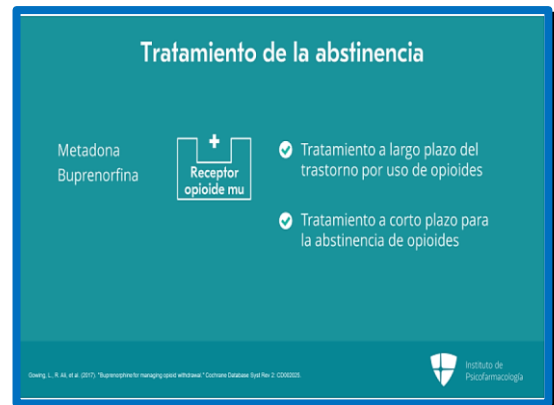 Tratamiento de la abstinencia
Metadona
Buprenorfina
+
Receptor
opioide mu
Tratamiento a largo plazo del
trastorno por uso de opioides
Tratamiento a corto plazo para
la abstinencia de opioides
Gowing, L., R. Ali, et al. (2017). "Buprenorphine for managing opioid withdrawal." Cochrane Database Syst Rev 2: CD002025.
Instituto de
Psicofarmacología